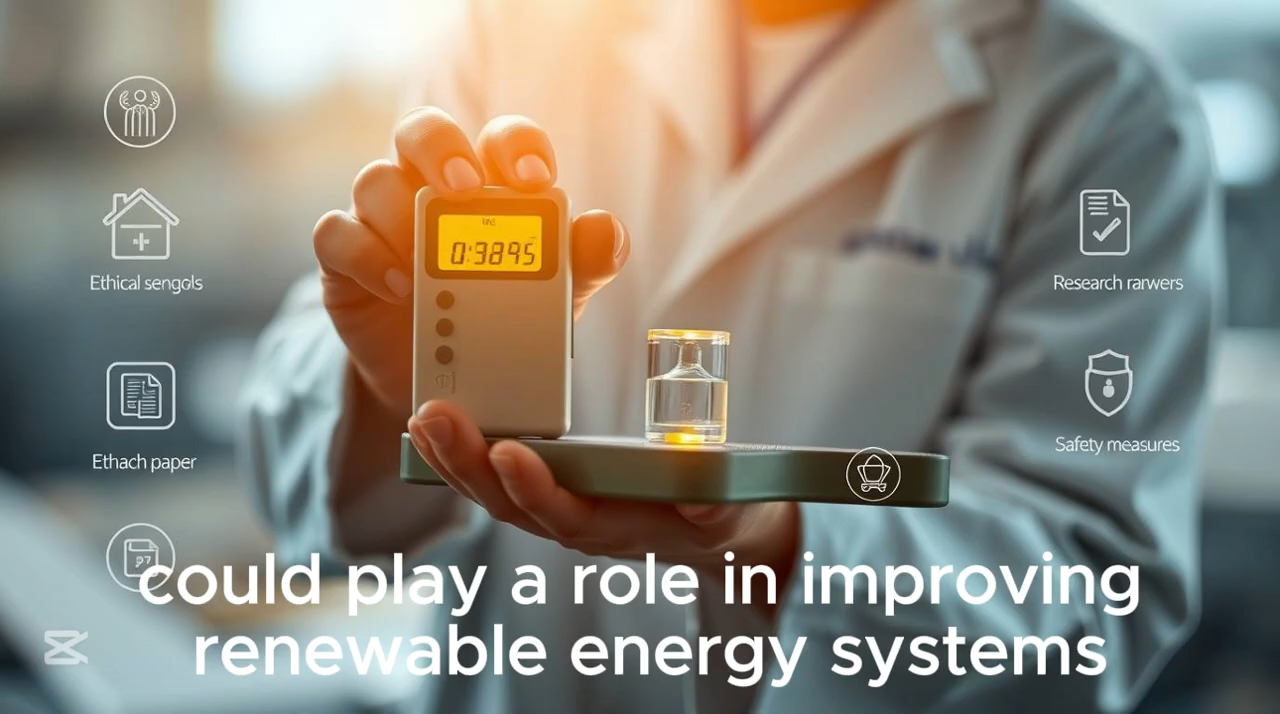 0:3895
Ethical sengols
Research rarwers
Ethach paper
Safety measures
could play a role in improving
renewable energy systems